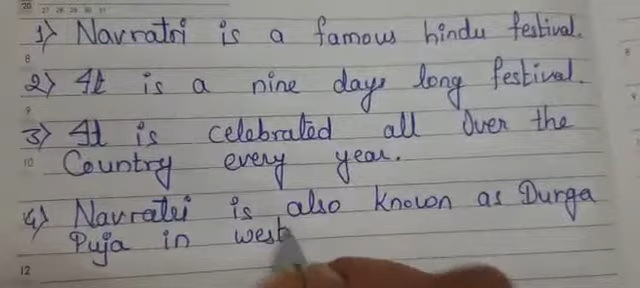 1) Navratri is a famous hindu festival.
2) It is a nine days long festival.
3) It is celebrated all over the
Country every year.
4) Navratri is also known as Durga
Puja in west